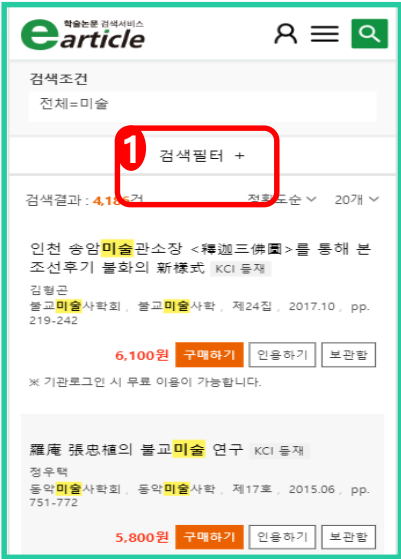 학술논문 검색서비스
earticle
검색조건
전체=미술
1
검색필터 +
검색결과 : 4,186건 정확도순 20개
인천 송암미술관소장 <釋迦三佛圖>를 통해 본
조선후기 불화의 新樣式 KCI 등재
김형곤
불교미술사학회, 불교미술사학, 제24집, 2017.10, pp.
219-242
6,100원 구매하기 인용하기 보관함
※ 기관로그인 시 무료 이용이 가능합니다.
羅庵 張忠植의 불교미술 연구 KCI 등재
정우택
동악미술사학회, 동악미술사학, 제17호, 2015.06, pp.
751-772
5,800원 구매하기 인용하기 보관함